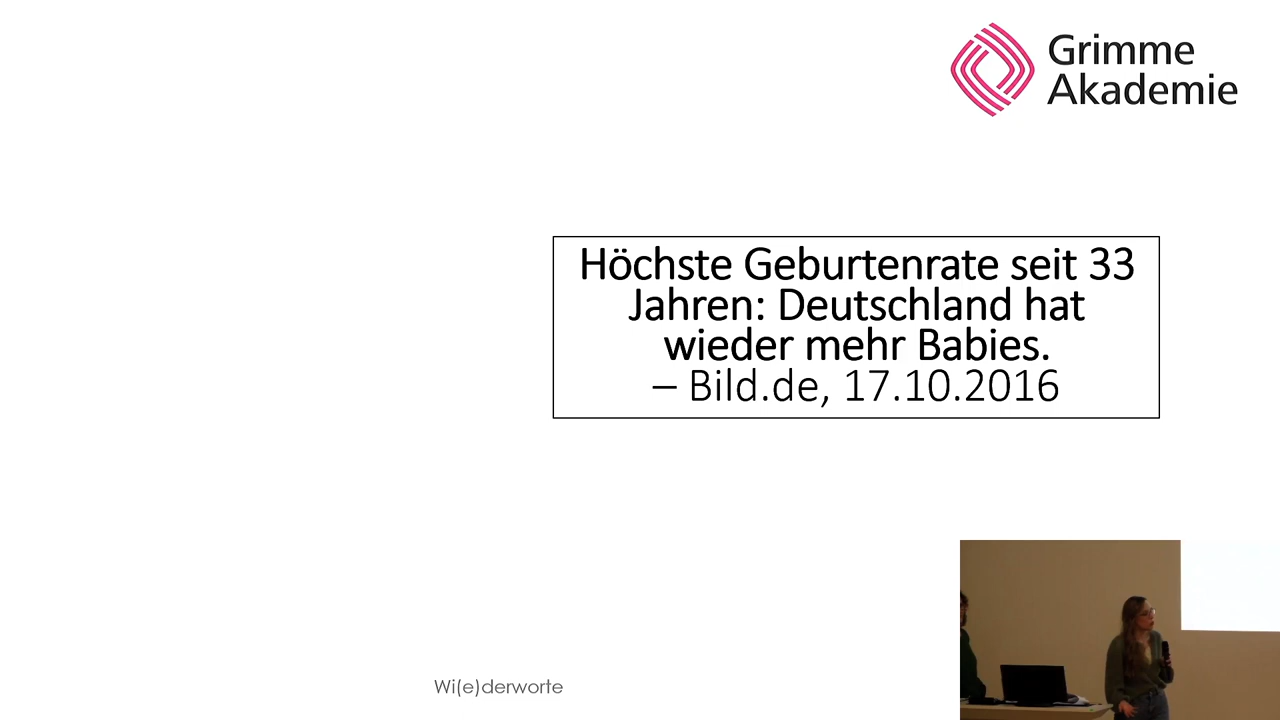 Grimme
Akademie
Höchste Geburtenrate seit 33
Jahren: Deutschland hat
wieder mehr Babies.
– Bild.de, 17.10.2016
Wi(e)derworte